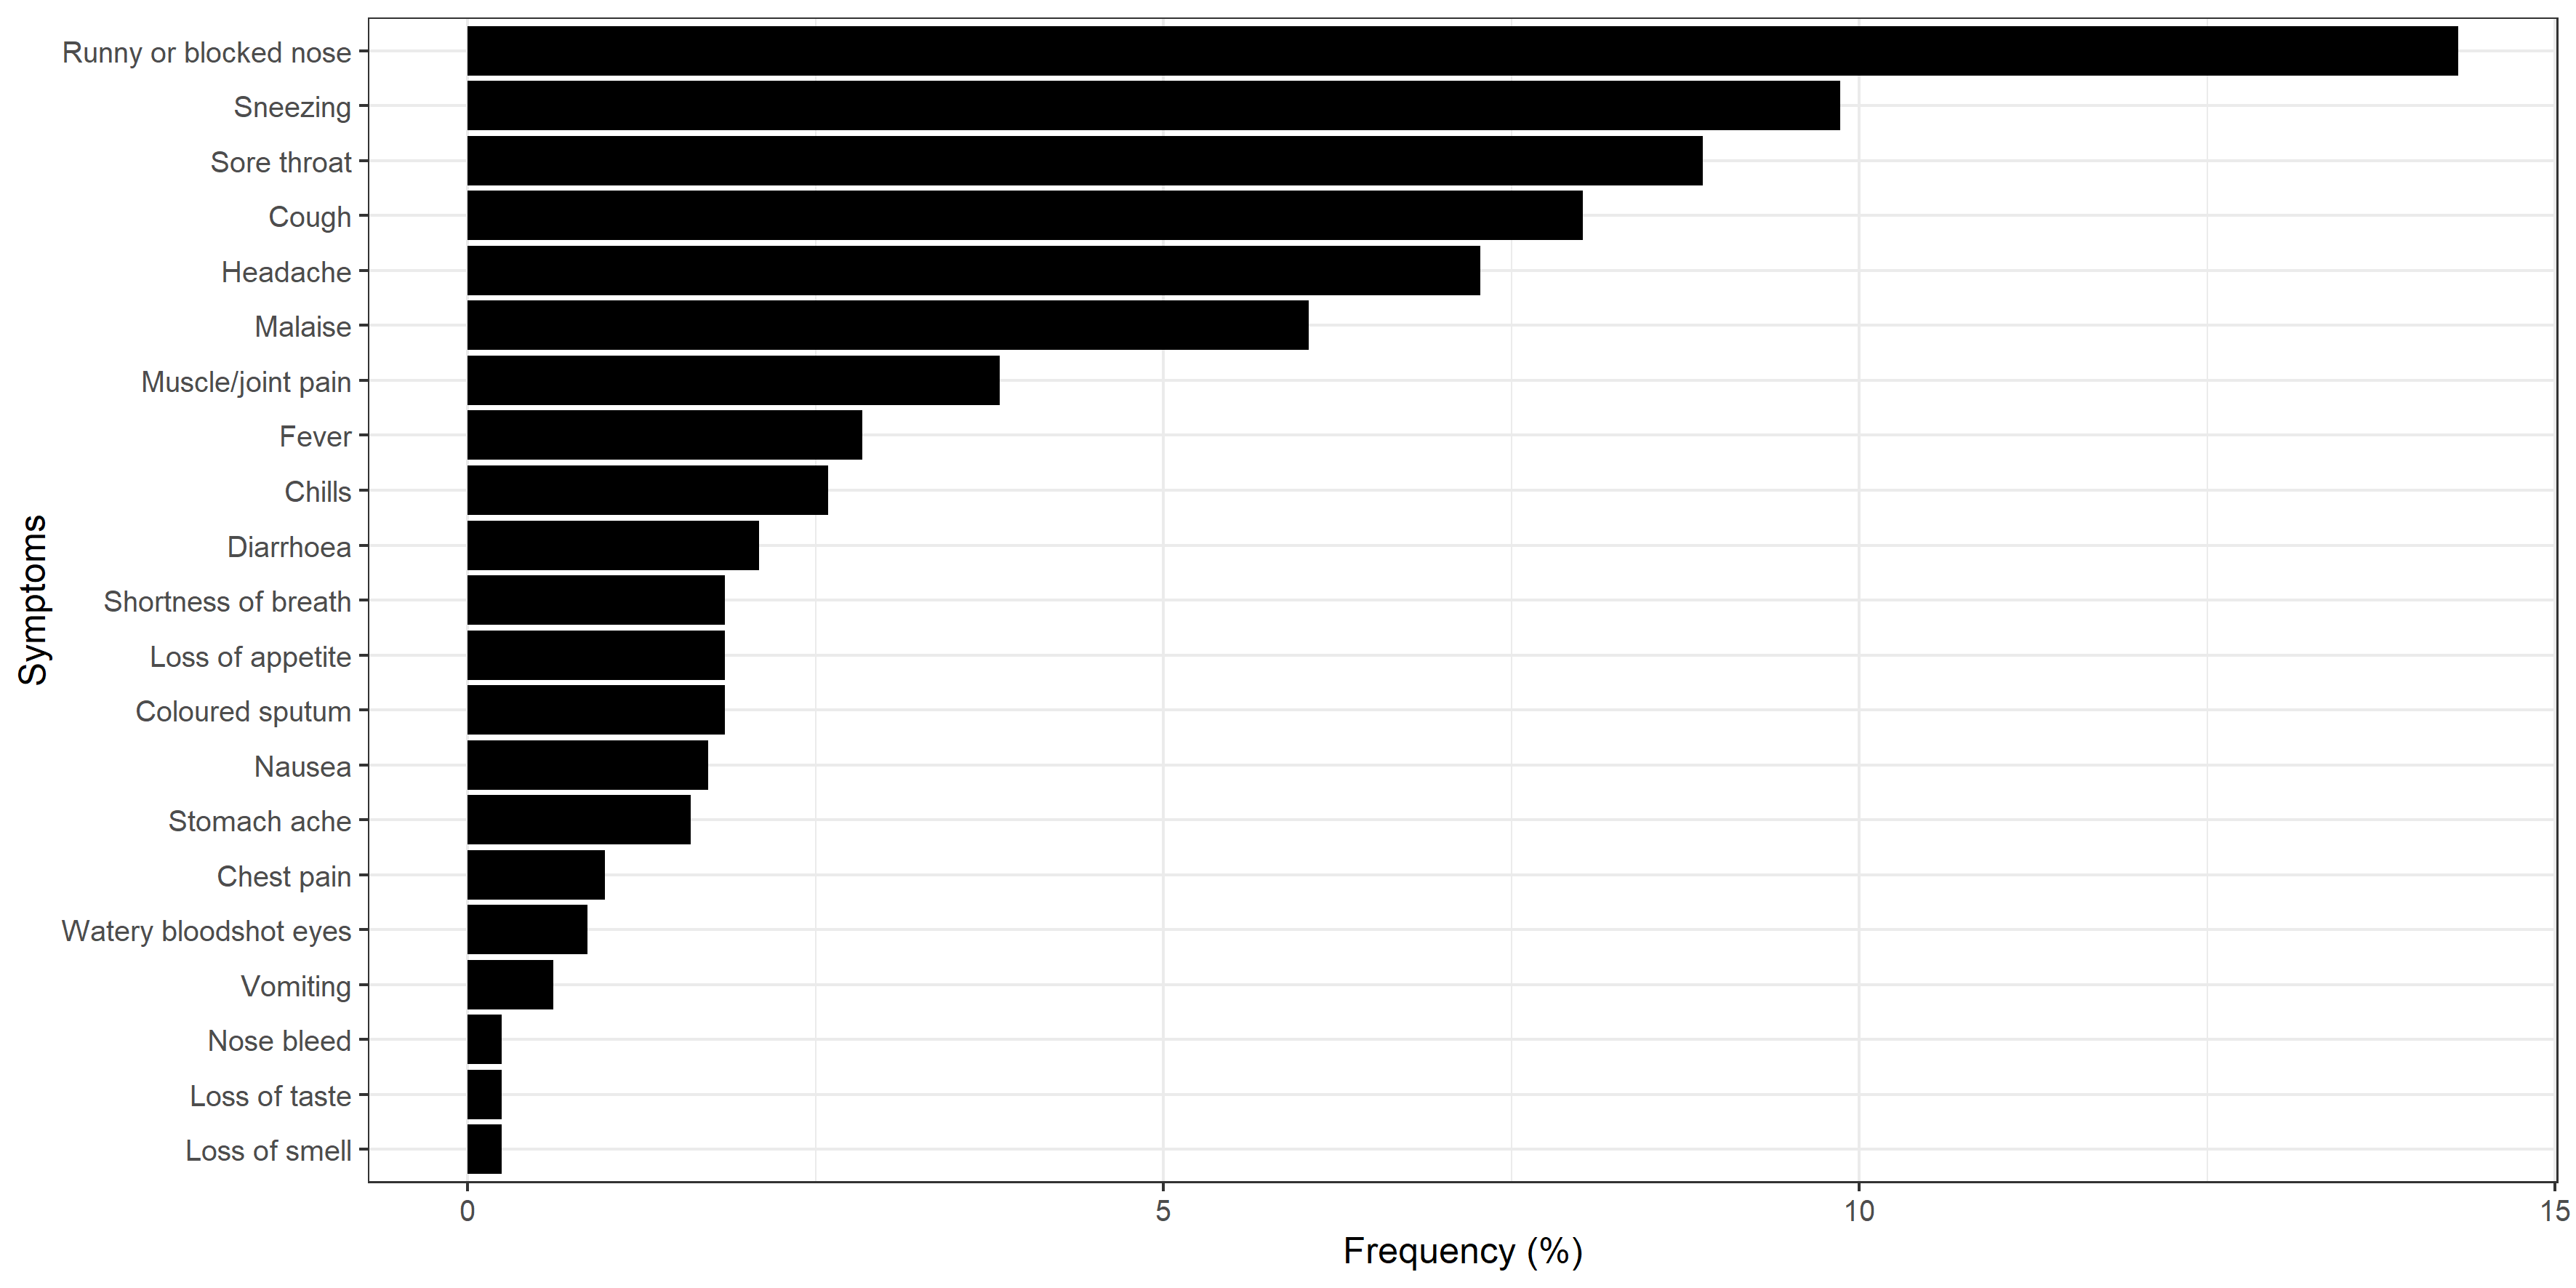 Runny or blocked nose
Sneezing
Sore throat
Cough
Headache
Malaise
Muscle/joint pain
Fever
Chills
Diarrhoea
Shortness of breath
Loss of appetite
Coloured sputum
Nausea
Stomach ache
Chest pain
Watery bloodshot eyes
Vomiting
Nose bleed
Loss of taste
Loss of smell
Symptoms
0 5 10 15
Frequency (%)